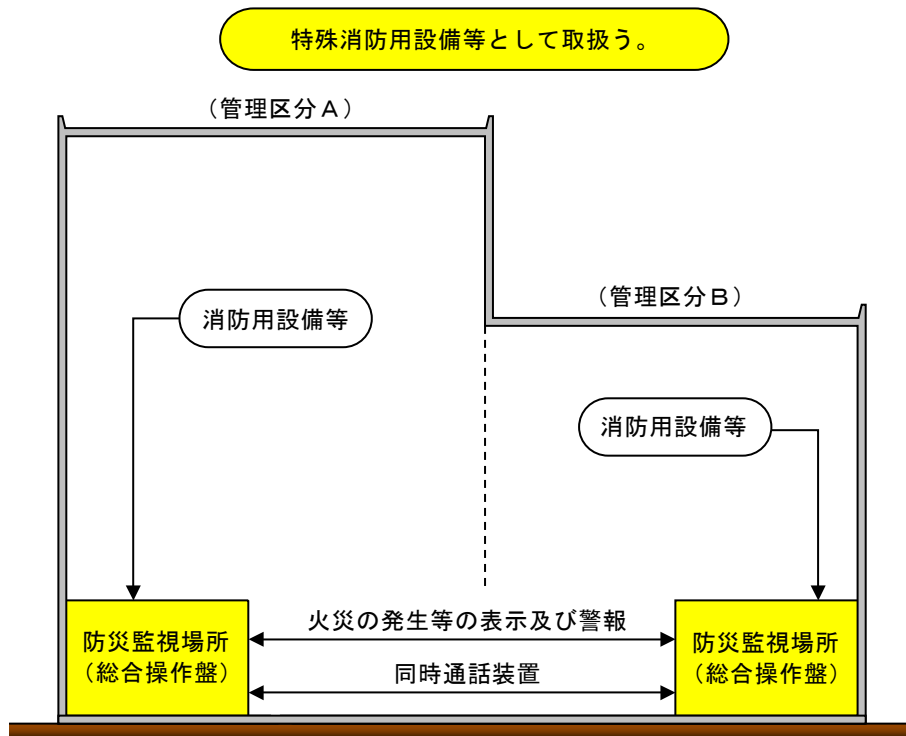 特殊消防用設備等として取扱う。
（管理区分Ａ）
（管理区分Ｂ）
消防用設備等
消防用設備等
火災の発生等の表示及び警報
防災監視場所
（総合操作盤）
同時通話装置
防災監視場所
（総合操作盤）